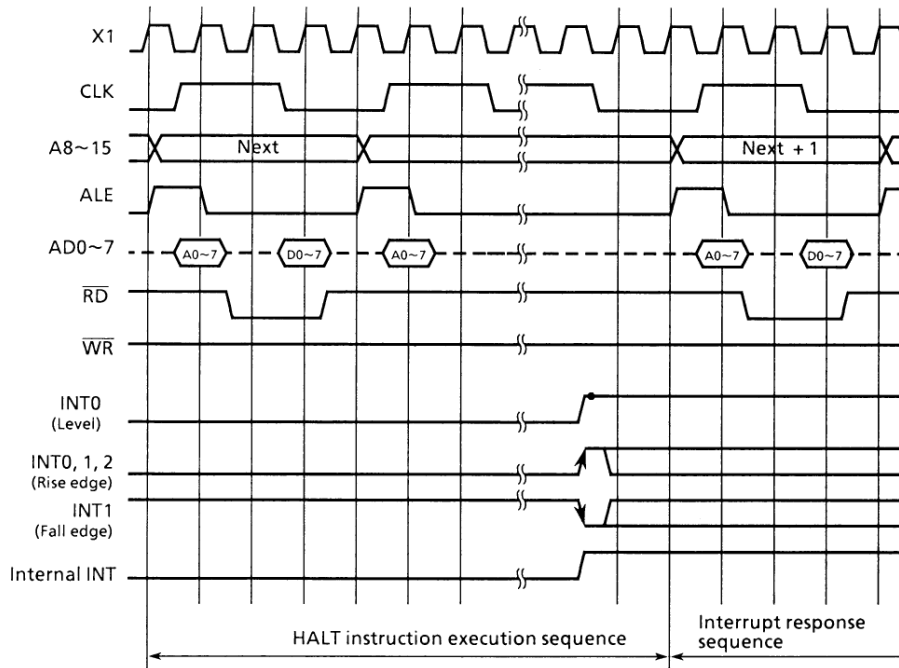 X1
CLK
A8~15
Next
Next + 1
ALE
AD0~7
A0~7
D0~7
A0~7
A0~7
D0~7
RD
WR
INT0
(Level)
INT0, 1, 2
(Rise edge)
INT1
(Fall edge)
Internal INT
HALT instruction execution sequence
Interrupt response
sequence